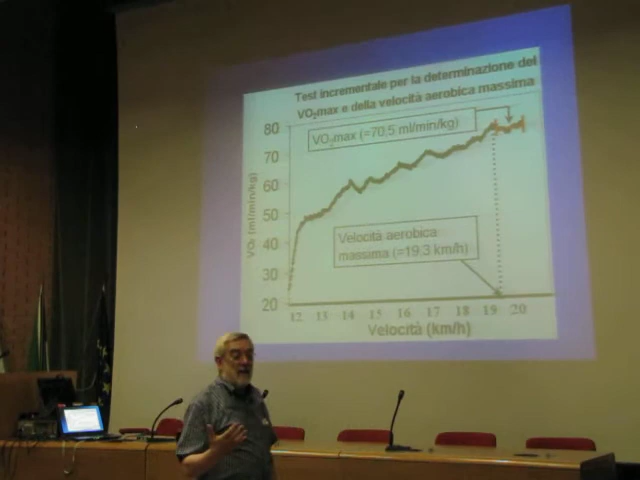 Test incrementale per la determinazione del
VO2max e della velocità aerobica massima
80
VO2max (=70,5 ml/min/kg)
70
60
50
40
30
20
VO2 (ml/min/kg)
Velocità aerobica
massima (=19.3 km/h)
12 13 14 15 16 17 18 19 20
Velocità (km/h)